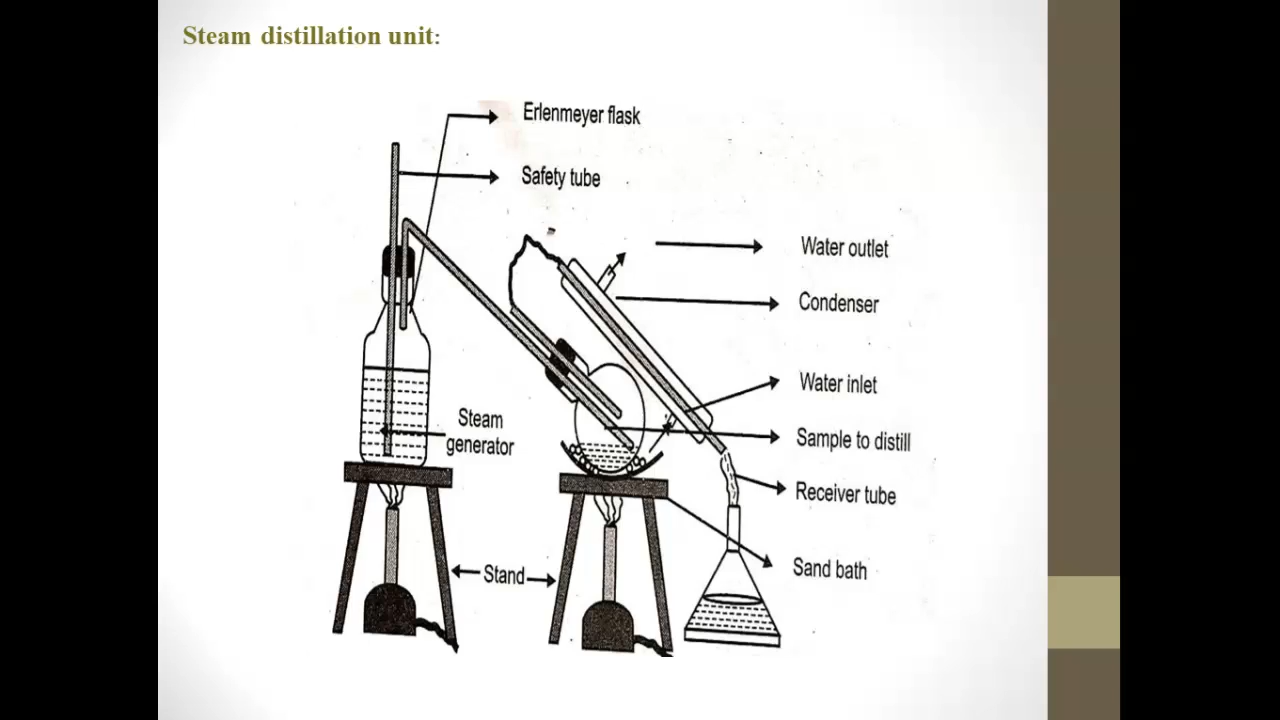 Steam distillation unit:
Erlenmeyer flask
Safety tube
Water outlet
Condenser
Water inlet
Steam
generator
Sample to distill
Receiver tube
Sand bath
Stand